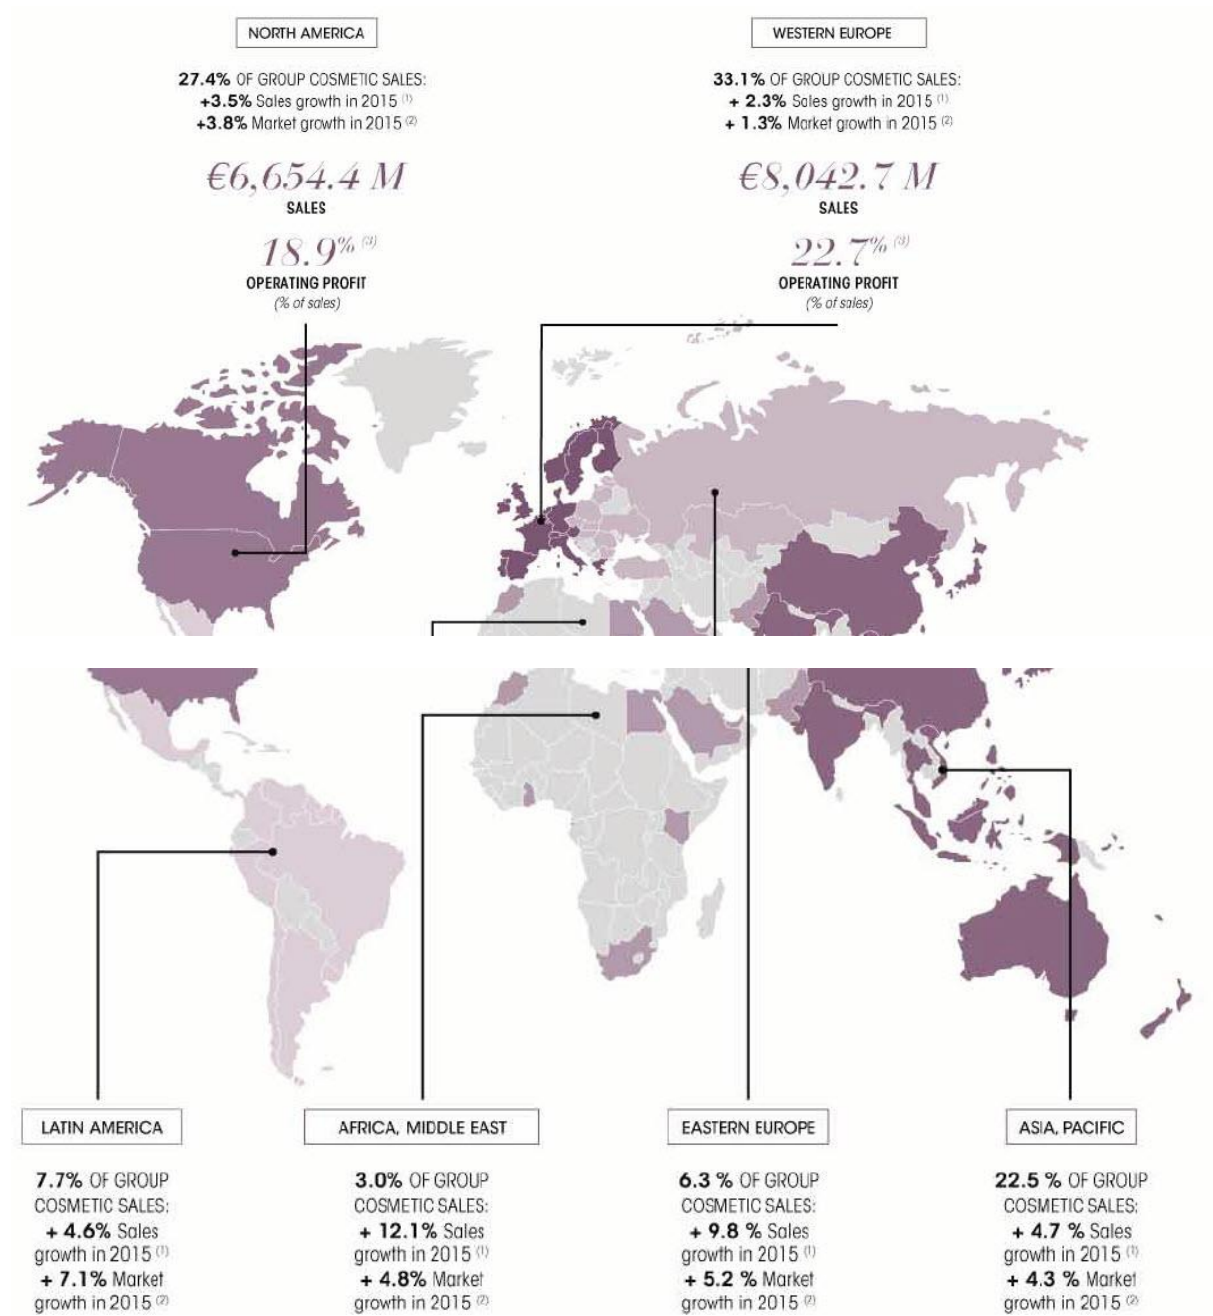 NORTH AMERICA
27.4% OF GROUP COSMETIC SALES:
+3.5% Sales growth in 2015 (1)
+3.8% Market growth in 2015 (2)
€6,654.4 M
SALES
18.9% (3)
OPERATING PROFIT
(% of sales)
WESTERN EUROPE
33.1% OF GROUP COSMETIC SALES:
+ 2.3% Sales growth in 2015 (1)
+ 1.3% Market growth in 2015 (2)
€8,042.7 M
SALES
22.7% (3)
OPERATING PROFIT
(% of sales)
LATIN AMERICA
7.7% OF GROUP
COSMETIC SALES:
+ 4.6% Sales
growth in 2015 (1)
+ 7.1% Market
growth in 2015 (2)
AFRICA, MIDDLE EAST
3.0% OF GROUP
COSMETIC SALES:
+ 12.1% Sales
growth in 2015 (1)
+ 4.8% Market
growth in 2015 (2)
EASTERN EUROPE
6.3 % OF GROUP
COSMETIC SALES:
+ 9.8 % Sales
growth in 2015 (1)
+ 5.2 % Market
growth in 2015 (2)
ASIA, PACIFIC
22.5 % OF GROUP
COSMETIC SALES:
+ 4.7 % Sales
growth in 2015 (1)
+ 4.3 % Market
growth in 2015 (2)